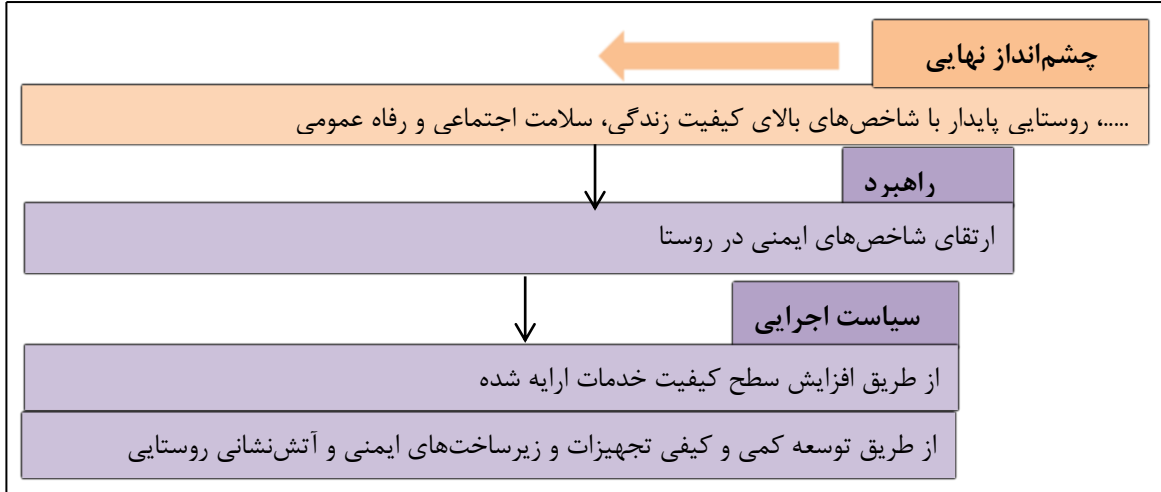 چشم‌انداز نهایی
.....، روستایی پایدار با شاخص‌های بالای کیفیت زندگی، سلامت اجتماعی و رفاه عمومی
راهبرد
ارتقای شاخص‌های ایمنی در روستا
سیاست اجرایی
از طریق افزایش سطح کیفیت خدمات ارایه شده
از طریق توسعه کمی و کیفی تجهیزات و زیرساخت‌های ایمنی و آتش‌نشانی روستایی